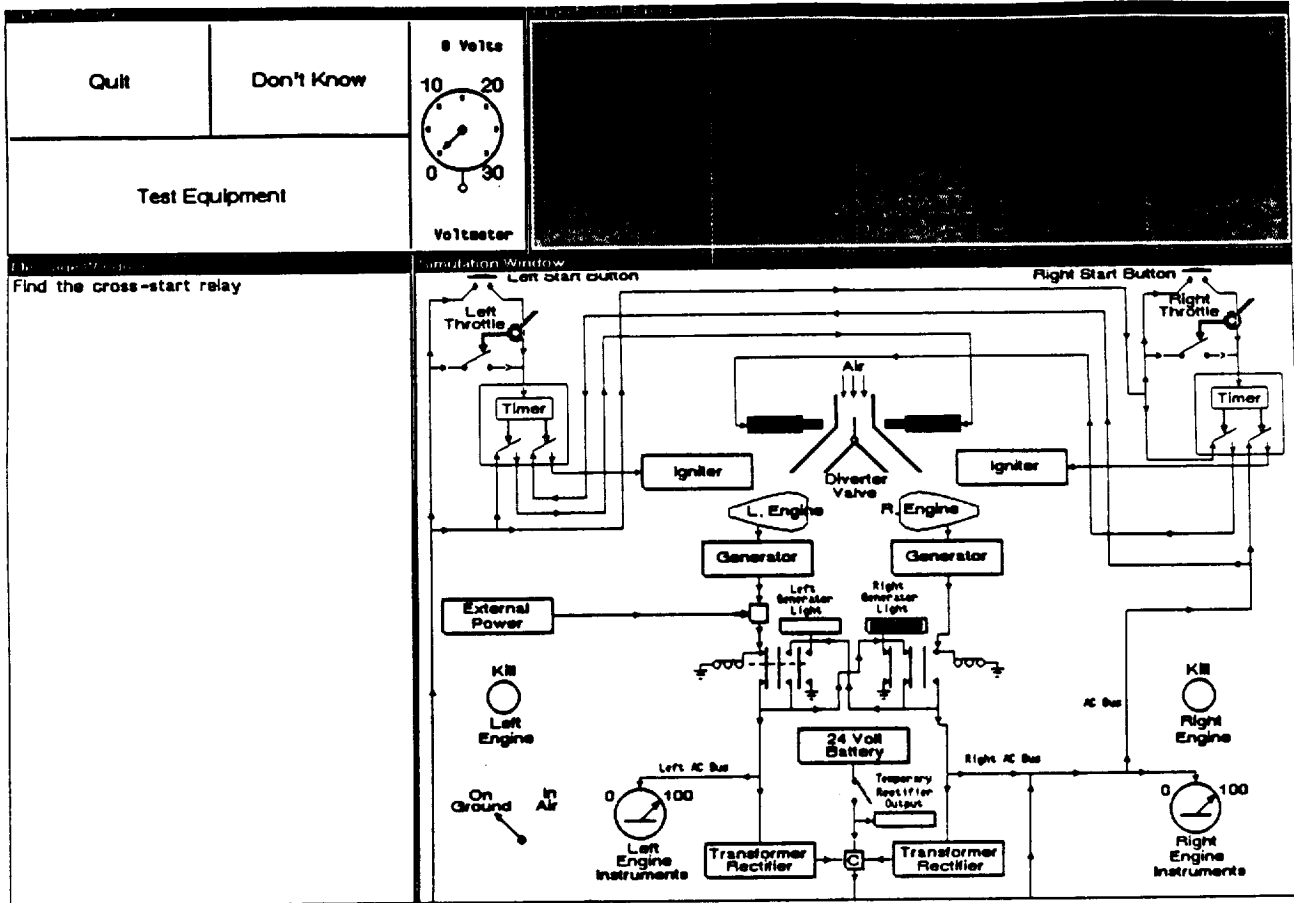 Quit
Don't Know
Test Equipment
0 Volts
10
20
0
30
Voltmeter
Find the cross-start relay
Simulation Window
Left Start Button
Left
Throttle
Timer
Igniter
Air
Diverter
Valve
Right Start Button
Right
Throttle
Timer
Igniter
L. Engine
R. Engine
Generator
Generator
External
Power
Left
Generator
Light
Right
Generator
Light
Kill
Left
Engine
Kill
Right
Engine
AC Bus
24 Volt
Battery
Left AC Bus
Right AC Bus
Temporary
Rectifier
Output
On
Ground
In
Air
0
100
Left
Engine
Instruments
Transformer
Rectifier
C
Transformer
Rectifier
0
100
Right
Engine
Instruments